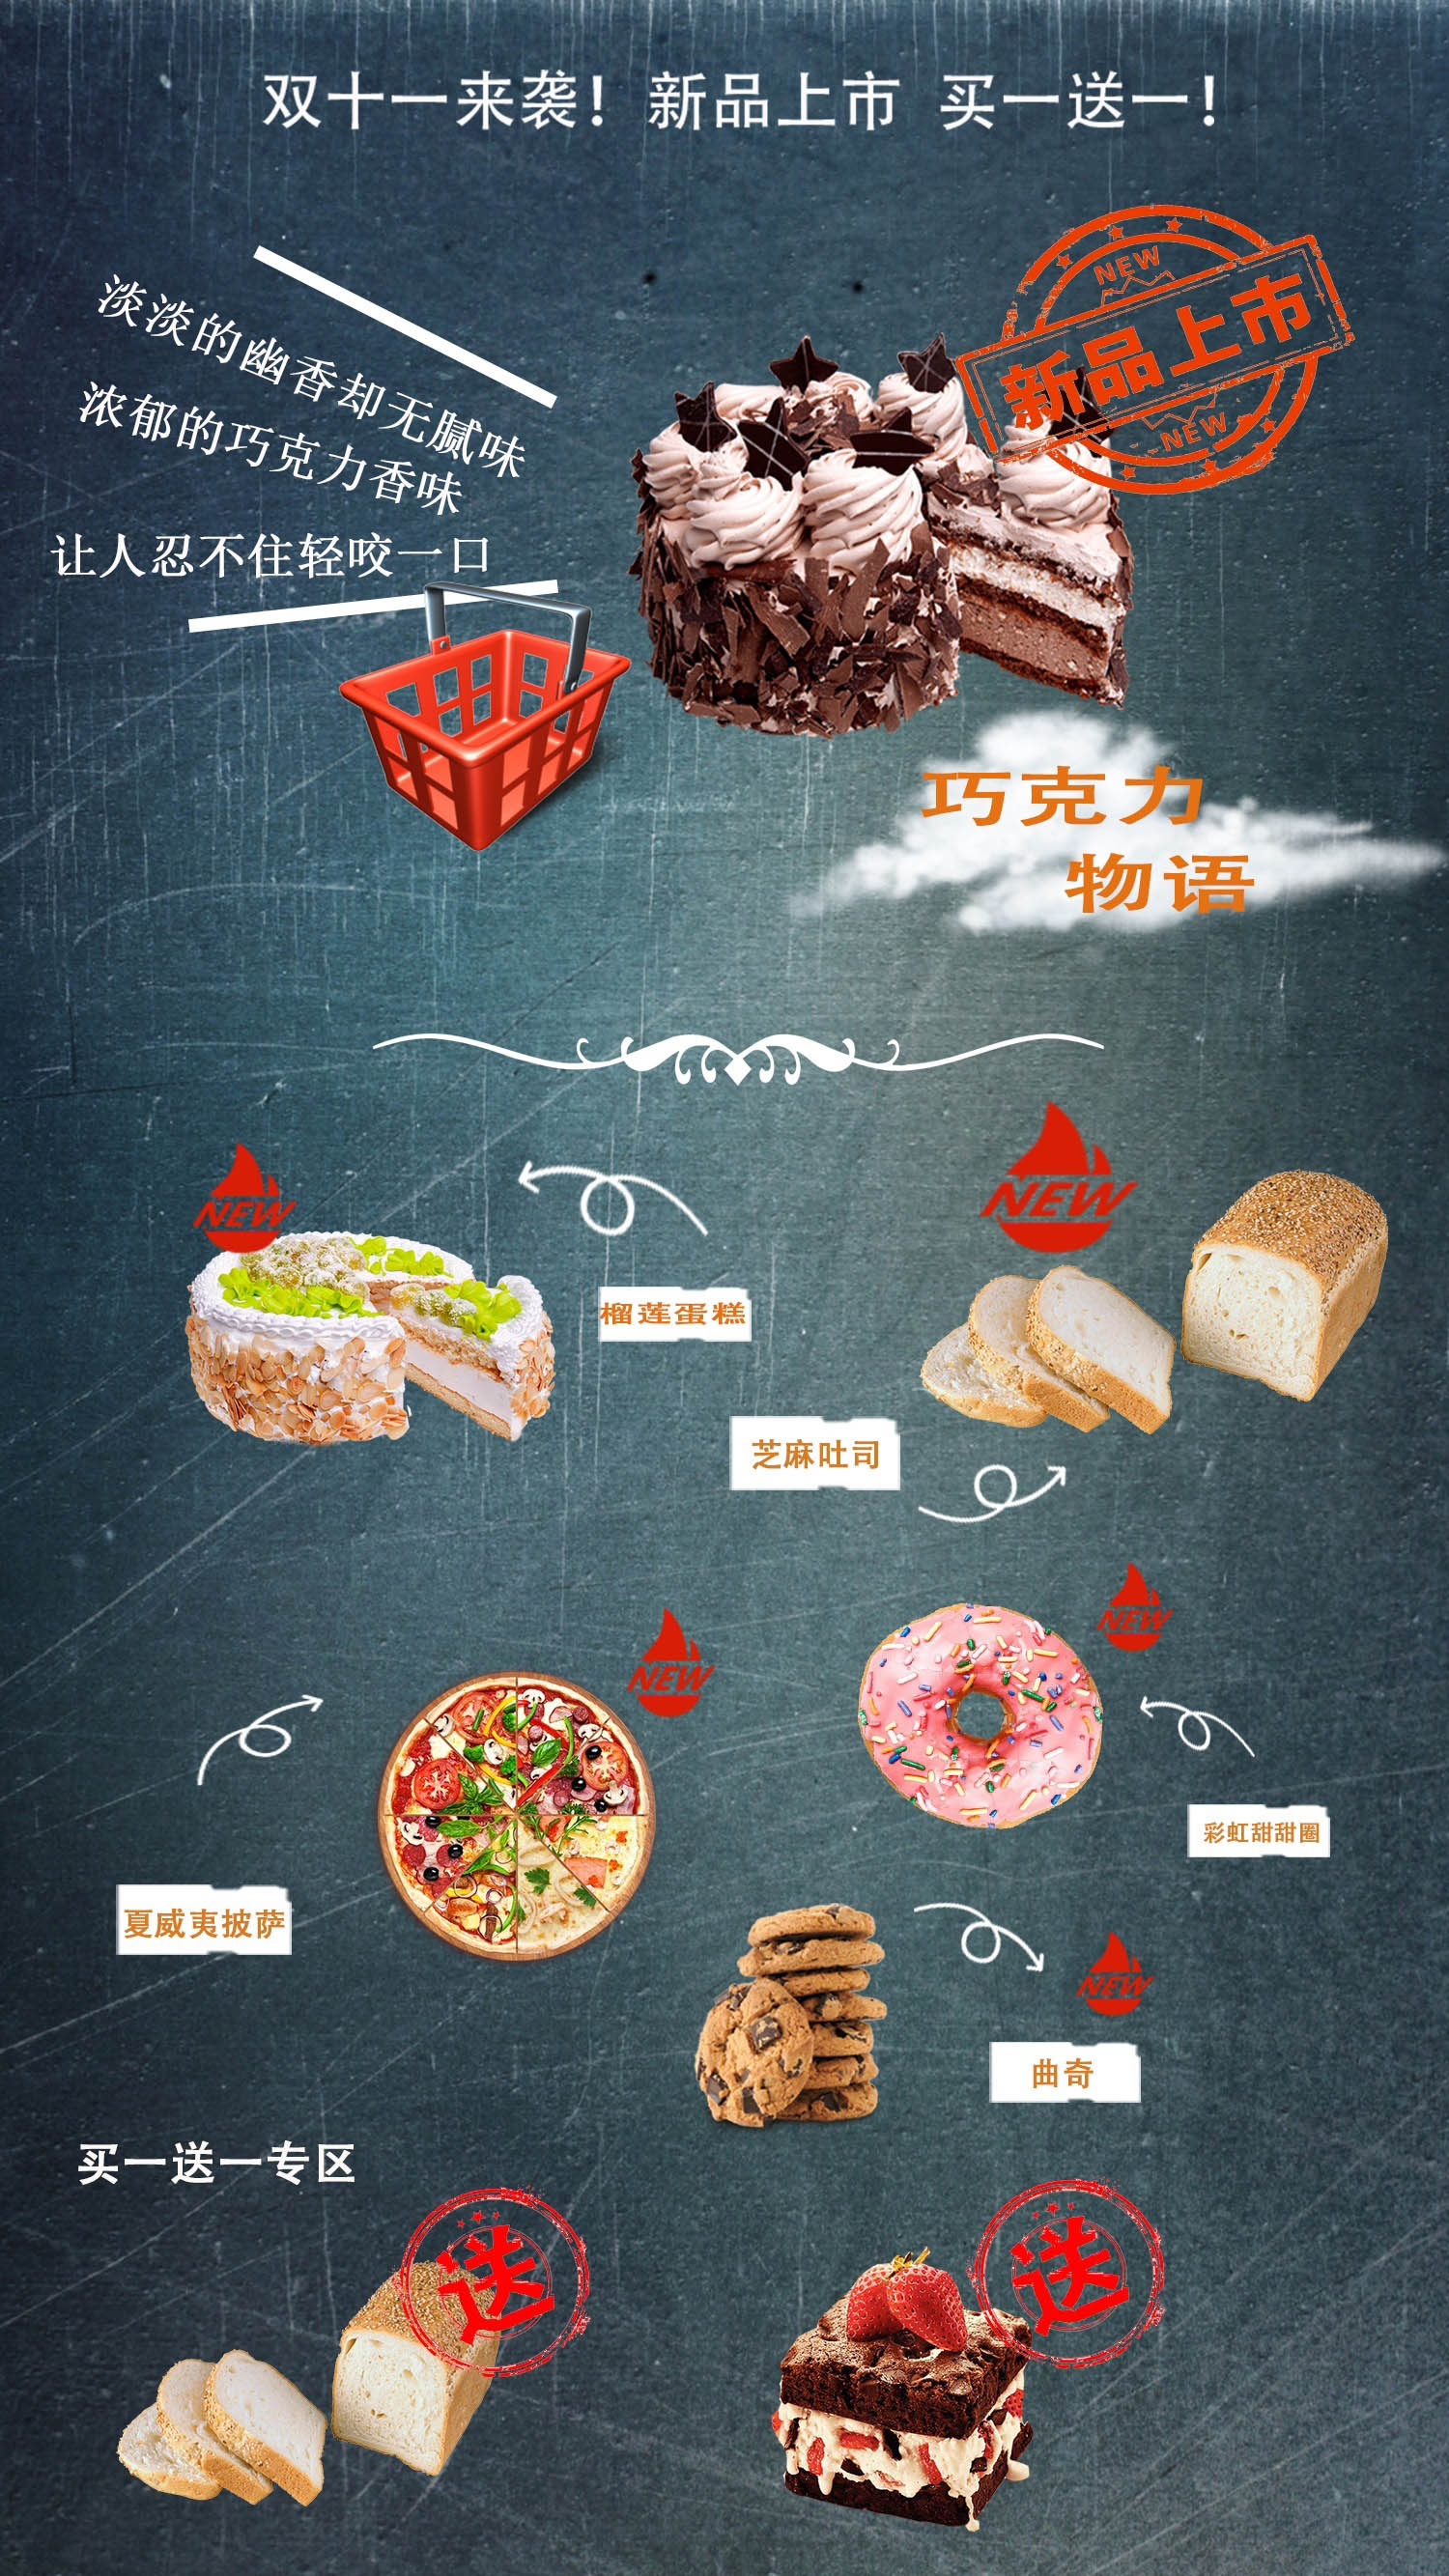 双十一来袭！新品上市 买一送一！
NEW
新品上市
NEW
淡淡的幽香却无腻味
浓郁的巧克力香味
让人忍不住轻咬一口
巧克力
物语
NEW
NEW
榴莲蛋糕
芝麻吐司
NEW
NEW
彩虹甜甜圈
夏威夷披萨
NEW
曲奇
买一送一专区
送
送